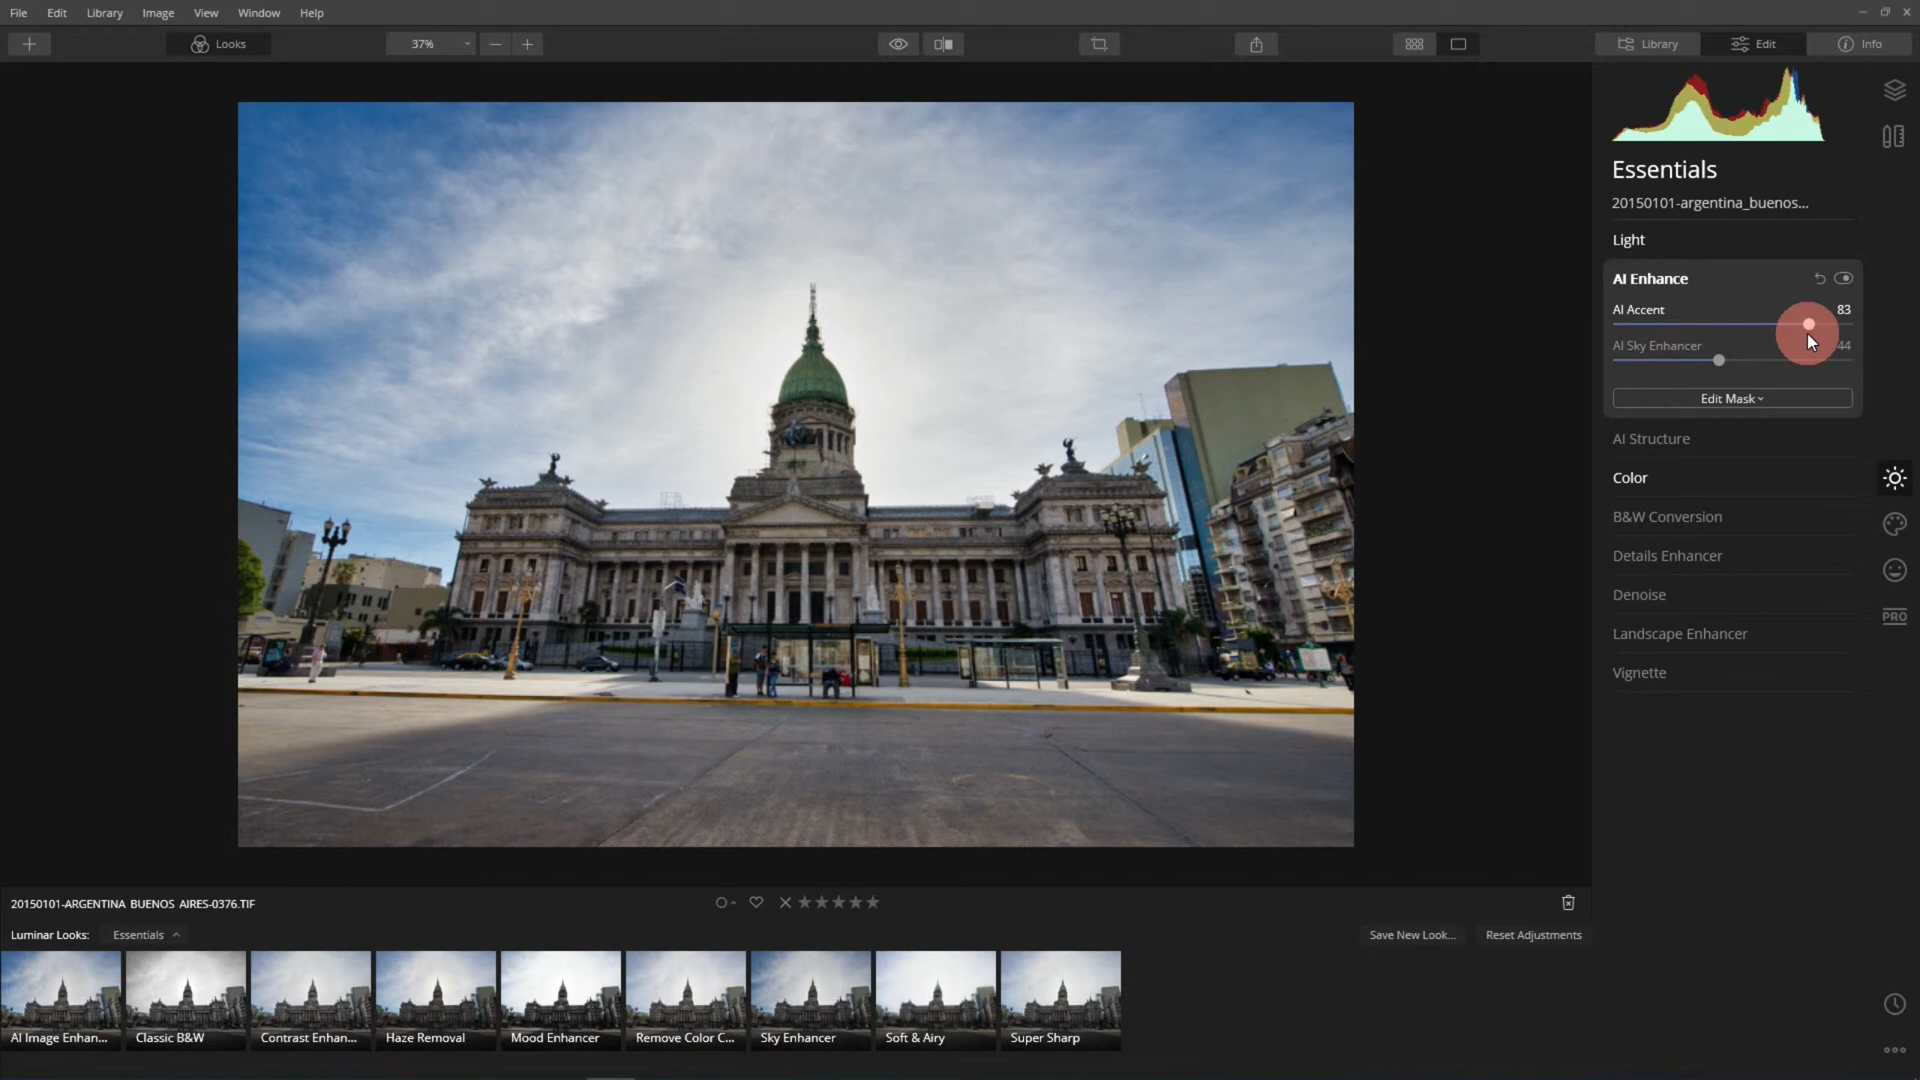 File Edit Library Image View Window Help
Looks 37% Library Edit Info
Essentials
20150101-argentina_buenos...
Light
AI Enhance
AI Accent 83
AI Sky Enhancer 44
Edit Mask
AI Structure
Color
B&W Conversion
Details Enhancer
Denoise
PRO
Landscape Enhancer
Vignette
20150101-ARGENTINA BUENOS AIRES-0376.TIF
Luminar Looks: Essentials Save New Look... Reset Adjustments
AI Image Enhan... Classic B&W Contrast Enhan... Haze Removal Mood Enhancer Remove Color C... Sky Enhancer Soft & Airy Super Sharp